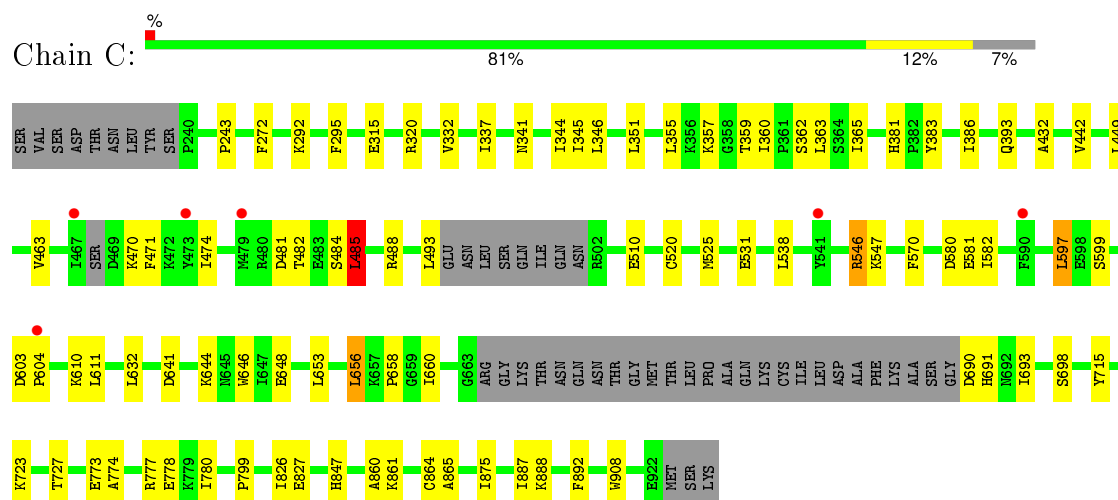 %
Chain C:
81% 12% 7%
SER VAL SER ASP THR ASN LEU TYR SER P240 P243 F272 K292 F295 E315 R320 V332 I337 N341 I344 I345 L346 L351 L355 K356 K357 G358 T359 I360 P361 S362 L363 S364 I365 H381 P382 Y383 I386 Q393 A432 V442 L449
V463 I467 SER D469 K470 F471 K472 Y473 I474 M479 R480 D481 T482 E483 S484 L485 R488 L493 GLU ASN LEU SER GLN ILE GLN ASN R502 E510 C520 M525 E531 L538 Y541 R546 K547 F570 D580 E581 I582 F590 L597 E598 S599
D603 P604 K610 L611 L632 D641 K644 N645 W646 I647 E648 L653 L656 K657 P658 G659 I660 G663 ARG GLY LYS THR ASN GLN ASN THR GLY MET THR LEU PRO ALA GLN LYS CYS ILE LEU ASP ALA PHE LYS ALA SER GLY D690 H691 N692 I693 S698 Y715
K723 T727 E773 A774 R777 E778 K779 I780 P799 I826 E827 H847 A860 K861 C864 A865 I875 I887 K888 F892 W908 E922 MET SER LYS